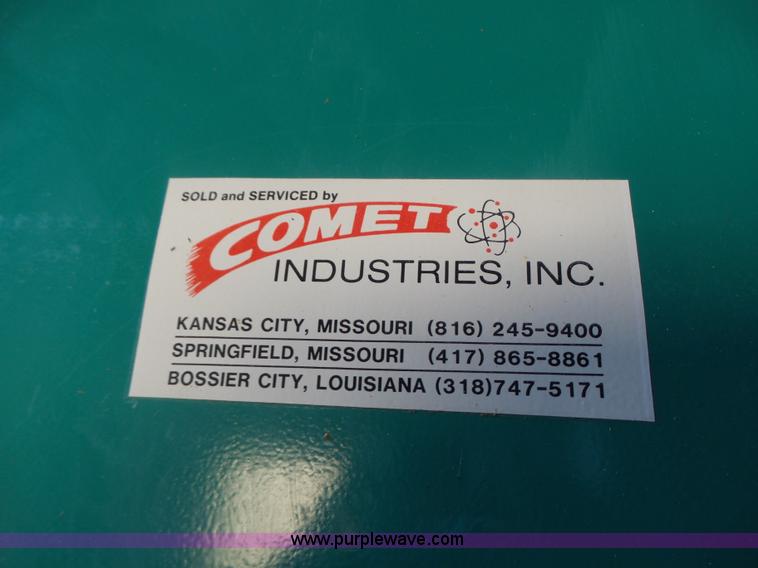 SOLD and SERVICED by
COMET
INDUSTRIES, INC.
KANSAS CITY, MISSOURI (816) 245-9400
SPRINGFIELD, MISSOURI (417) 865-8861
BOSSIER CITY, LOUISIANA (318)747-5171
www.purplewave.com